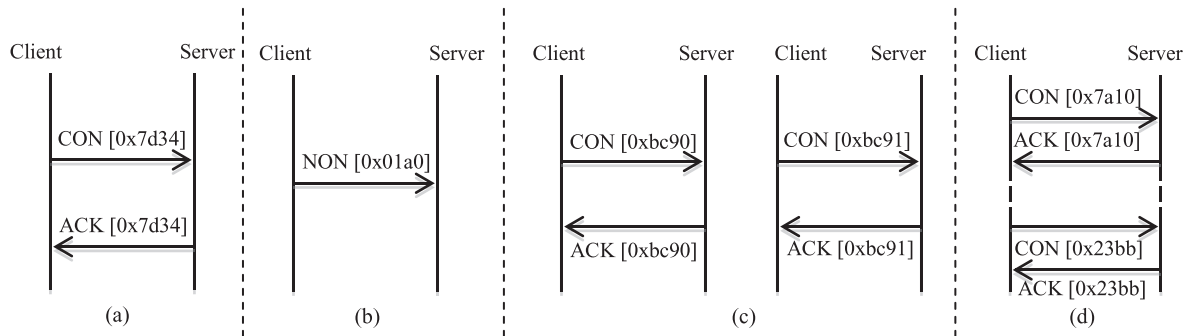 Client Server
CON [0x7d34]
ACK [0x7d34]
(a)
Client Server
NON [0x01a0]
(b)
Client Server Client Server
CON [0xbc90] CON [0xbc91]
ACK [0xbc90] ACK [0xbc91]
(c)
Client Server
CON [0x7a10]
ACK [0x7a10]
CON [0x23bb]
ACK [0x23bb]
(d)